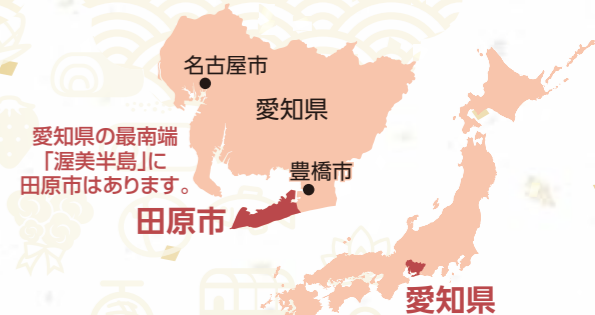 名古屋市
愛知県
愛知県の最南端
「渥美半島」に
田原市はあります。
豊橋市
田原市
愛知県